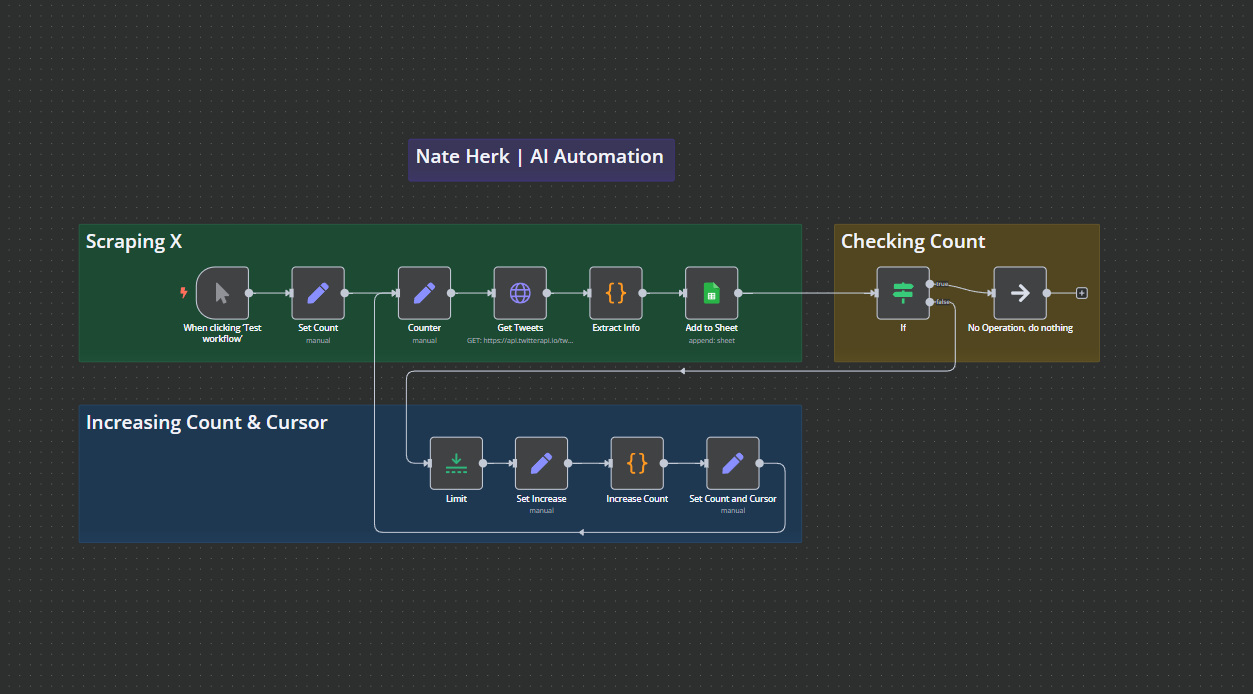 Nate Herk | AI Automation
Scraping X
Checking Count
When clicking ‘Test
workflow’
Set Count
manual
Counter
manual
Get Tweets
GET: https://api.twitterapi.io/tw...
Extract Info
Add to Sheet
append: sheet
true
false
If
No Operation, do nothing
Increasing Count & Cursor
Limit
Set Increase
manual
Increase Count
Set Count and Cursor
manual